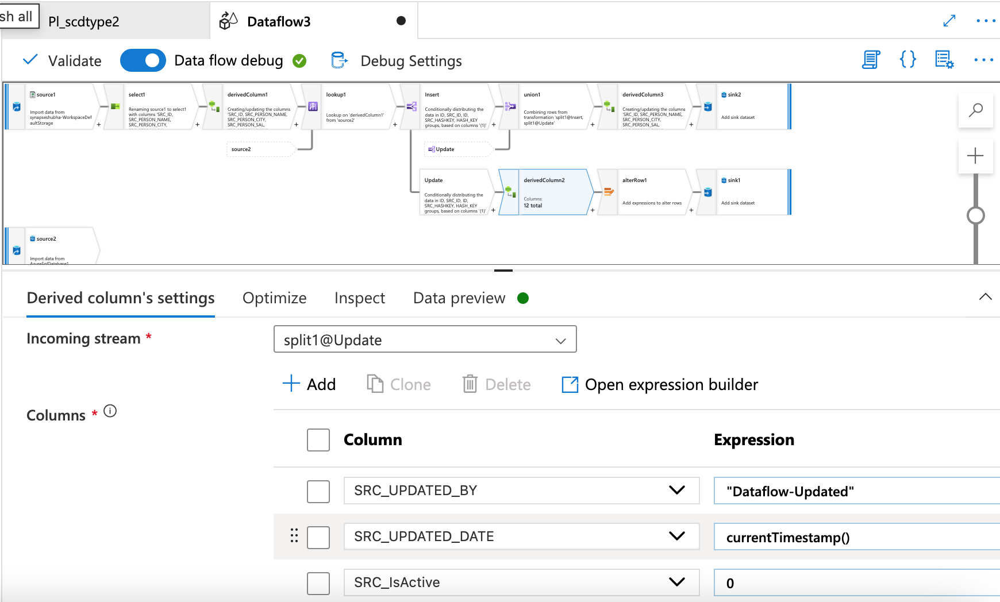 sh all
Pl_scdtype2
Dataflow3
Validate
Data flow debug
Debug Settings
source1
Import data from
synapseshubha-WorkspaceDef
aultStorage
+
select1
Renaming source1 to select1
with columns 'SRC_ID,
SRC_PERSON_NAME,
SRC_PERSON_CITY,
+
derivedColumn1
Creating/updating the columns
'SRC_ID, SRC_PERSON_NAME,
SRC_PERSON_CITY,
SRC_PERSON_SAL,
+
lookup1
Lookup on 'derivedColumn1'
from 'source2'
+
Insert
Conditionally distributing the
data in ID, SRC_ID, ID,
SRC_HASHKEY, HASH_KEY
groups, based on columns '{1}'
+
union1
Combining rows from
transformation 'split1@Insert,
split1@Update'
+
derivedColumn3
Creating/updating the columns
'SRC_ID, SRC_PERSON_NAME,
SRC_PERSON_CITY,
SRC_PERSON_SAL,
+
sink2
Add sink dataset
source2
Update
Update
Conditionally distributing the
data in ID, SRC_ID, ID,
SRC_HASHKEY, HASH_KEY
groups, based on columns '{1}'
+
derivedColumn2
Columns:
12 total
+
alterRow1
Add expressions to alter rows
+
sink1
Add sink dataset
source2
Import data from
AzureSqlDatabase1
Derived column's settings
Optimize
Inspect
Data preview
Incoming stream *
split1@Update
Add
Clone
Delete
Open expression builder
Columns *
Column
Expression
SRC_UPDATED_BY
"Dataflow-Updated"
SRC_UPDATED_DATE
currentTimestamp()
SRC_IsActive
0